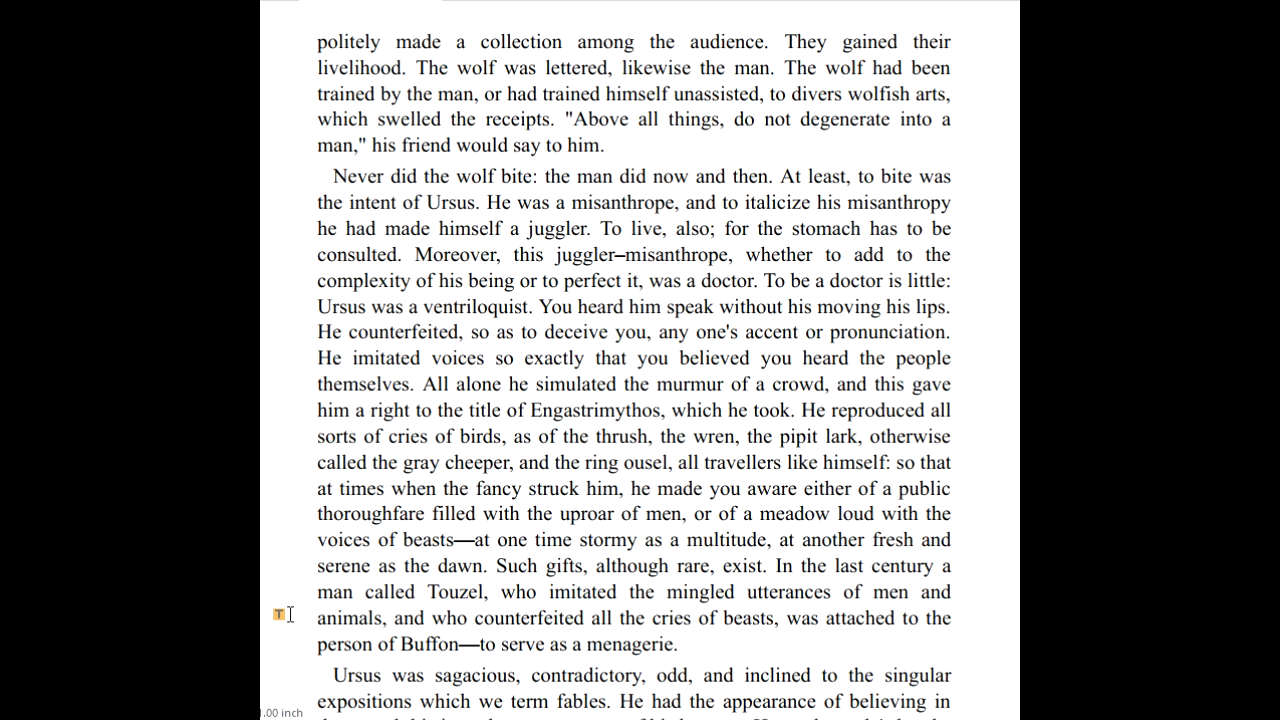 politely made a collection among the audience. They gained their
livelihood. The wolf was lettered, likewise the man. The wolf had been
trained by the man, or had trained himself unassisted, to divers wolfish arts,
which swelled the receipts. "Above all things, do not degenerate into a
man," his friend would say to him.
Never did the wolf bite: the man did now and then. At least, to bite was
the intent of Ursus. He was a misanthrope, and to italicize his misanthropy
he had made himself a juggler. To live, also; for the stomach has to be
consulted. Moreover, this juggler–misanthrope, whether to add to the
complexity of his being or to perfect it, was a doctor. To be a doctor is little:
Ursus was a ventriloquist. You heard him speak without his moving his lips.
He counterfeited, so as to deceive you, any one's accent or pronunciation.
He imitated voices so exactly that you believed you heard the people
themselves. All alone he simulated the murmur of a crowd, and this gave
him a right to the title of Engastrimythos, which he took. He reproduced all
sorts of cries of birds, as of the thrush, the wren, the pipit lark, otherwise
called the gray cheeper, and the ring ousel, all travellers like himself: so that
at times when the fancy struck him, he made you aware either of a public
thoroughfare filled with the uproar of men, or of a meadow loud with the
voices of beasts—at one time stormy as a multitude, at another fresh and
serene as the dawn. Such gifts, although rare, exist. In the last century a
man called Touzel, who imitated the mingled utterances of men and
animals, and who counterfeited all the cries of beasts, was attached to the
person of Buffon—to serve as a menagerie.
Ursus was sagacious, contradictory, odd, and inclined to the singular
expositions which we term fables. He had the appearance of believing in
T
.00 inch